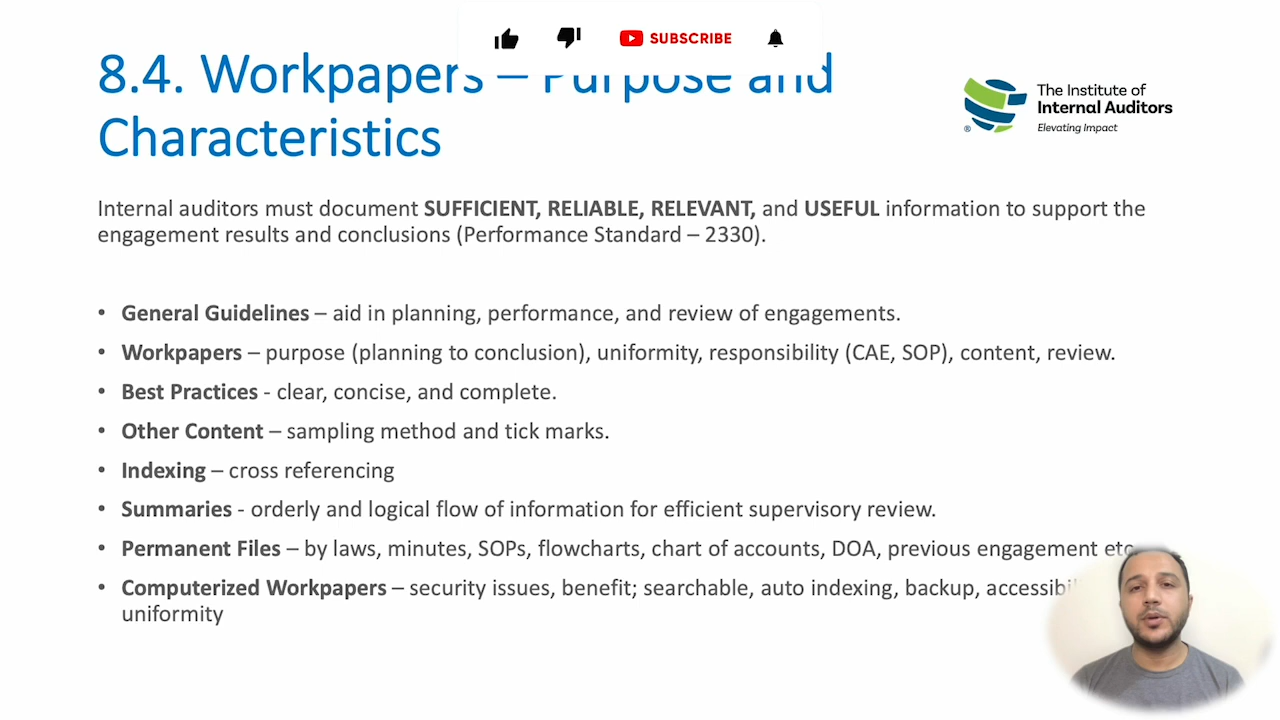 SUBSCRIBE
8.4. Workpapers – Purpose and
Characteristics
The Institute of
Internal Auditors
®
Elevating Impact
Internal auditors must document SUFFICIENT, RELIABLE, RELEVANT, and USEFUL information to support the
engagement results and conclusions (Performance Standard – 2330).
• General Guidelines – aid in planning, performance, and review of engagements.
• Workpapers – purpose (planning to conclusion), uniformity, responsibility (CAE, SOP), content, review.
• Best Practices - clear, concise, and complete.
• Other Content – sampling method and tick marks.
• Indexing – cross referencing
• Summaries - orderly and logical flow of information for efficient supervisory review.
• Permanent Files – by laws, minutes, SOPs, flowcharts, chart of accounts, DOA, previous engagement etc
• Computerized Workpapers – security issues, benefit; searchable, auto indexing, backup,
uniformity